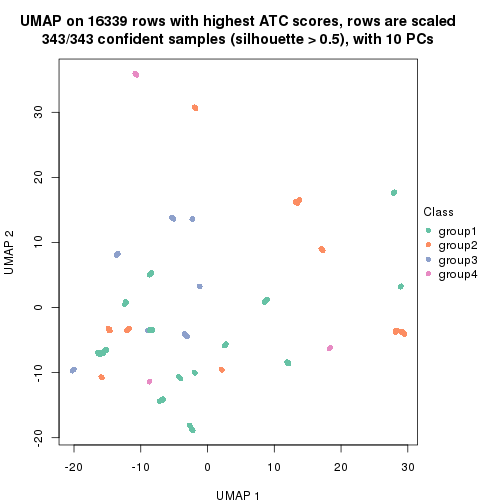 UMAP on 16339 rows with highest ATC scores, rows are scaled
343/343 confident samples (silhouette > 0.5), with 10 PCs
30
20
10
0
-10
-20
UMAP 2
-20
-10
0
10
20
30
UMAP 1
Class
group1
group2
group3
group4